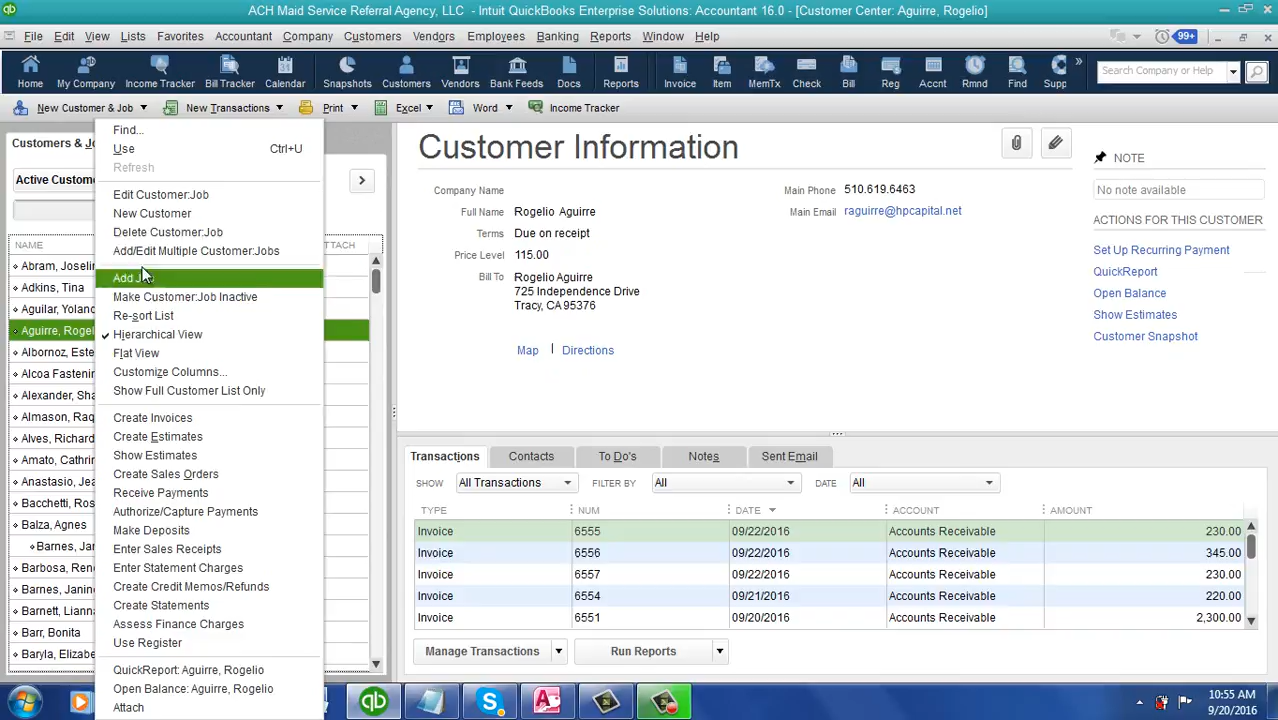 ACH Maid Service Referral Agency, LLC - Intuit QuickBooks Enterprise Solutions: Accountant 16.0 - [Customer Center: Aguirre, Rogelio]
File Edit View Lists Favorites Accountant Company Customers Vendors Employees Banking Reports Window Help 99+
Home My Company Income Tracker Bill Tracker Calendar Snapshots Customers Vendors Bank Feeds Docs Reports Invoice Item MemTx Check Bill Reg Accnt Rmnd Find Supp
Search Company or Help
New Customer & Job New Transactions Print Excel Word Income Tracker
Customers & Jo
Active Custome
NAME ATTACH
Abram, Joselin
Adkins, Tina
Aguilar, Yoland
Aguirre, Rogel
Albornoz, Este
Alcoa Fastenin
Alexander, Sha
Almason, Raq
Alves, Richard
Amato, Cathrin
Anastasio, Jea
Bacchetti, Ros
Balza, Agnes
Barnes, Jan
Barbosa, Rene
Barnes, Janine
Barnett, Lianna
Barr, Bonita
Baryla, Elizabe
Find...
Use Ctrl+U
Refresh
Edit Customer:Job
New Customer
Delete Customer:Job
Add/Edit Multiple Customer:Jobs
Add
Make Customer:Job Inactive
Re-sort List
Hierarchical View
Flat View
Customize Columns...
Show Full Customer List Only
Create Invoices
Create Estimates
Show Estimates
Create Sales Orders
Receive Payments
Authorize/Capture Payments
Make Deposits
Enter Sales Receipts
Enter Statement Charges
Create Credit Memos/Refunds
Create Statements
Assess Finance Charges
Use Register
QuickReport: Aguirre, Rogelio
Open Balance: Aguirre, Rogelio
Attach
Customer Information
Company Name
Full Name Rogelio Aguirre
Terms Due on receipt
Price Level 115.00
Bill To Rogelio Aguirre
725 Independence Drive
Tracy, CA 95376
Map | Directions
Main Phone 510.619.6463
Main Email raguirre@hpcapital.net
NOTE
No note available
ACTIONS FOR THIS CUSTOMER
Set Up Recurring Payment
QuickReport
Open Balance
Show Estimates
Customer Snapshot
Transactions Contacts To Do's Notes Sent Email
SHOW All Transactions FILTER BY All DATE All
TYPE NUM DATE ACCOUNT AMOUNT
Invoice 6555 09/22/2016 Accounts Receivable 230.00
Invoice 6556 09/22/2016 Accounts Receivable 345.00
Invoice 6557 09/22/2016 Accounts Receivable 230.00
Invoice 6554 09/21/2016 Accounts Receivable 220.00
Invoice 6551 09/20/2016 Accounts Receivable 2,300.00
Manage Transactions Run Reports
10:55 AM
9/20/2016